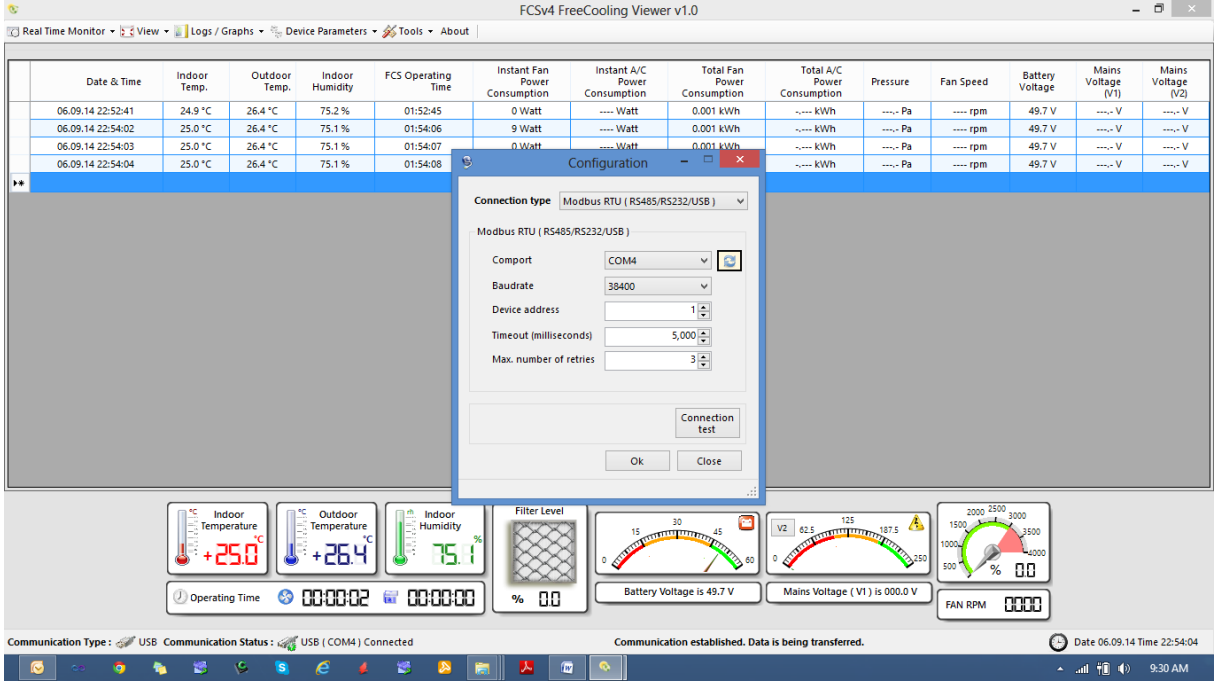 FCSv4 FreeCooling Viewer v1.0
Real Time Monitor View Logs / Graphs Device Parameters Tools About
Date & Time Indoor Temp. Outdoor Temp. Indoor Humidity FCS Operating Time Instant Fan Power Consumption Instant A/C Power Consumption Total Fan Power Consumption Total A/C Power Consumption Pressure Fan Speed Battery Voltage Mains Voltage (V1) Mains Voltage (V2)
06.09.14 22:52:41 24.9 °C 26.4 °C 75.2 % 01:52:45 0 Watt ---- Watt 0.001 kWh -.--- kWh ---.- Pa ---- rpm 49.7 V ---.- V ---.- V
06.09.14 22:54:02 25.0 °C 26.4 °C 75.1 % 01:54:06 9 Watt ---- Watt 0.001 kWh -.--- kWh ---.- Pa ---- rpm 49.7 V ---.- V ---.- V
06.09.14 22:54:03 25.0 °C 26.4 °C 75.1 % 01:54:07 0 Watt ---- Watt 0.001 kWh -.--- kWh ---.- Pa ---- rpm 49.7 V ---.- V ---.- V
06.09.14 22:54:04 25.0 °C 26.4 °C 75.1 % 01:54:08 -.--- kWh ---.- Pa ---- rpm 49.7 V ---.- V ---.- V
Configuration
Connection type Modbus RTU ( RS485/RS232/USB )
Modbus RTU ( RS485/RS232/USB )
Comport COM4
Baudrate 38400
Device address 1
Timeout (milliseconds) 5,000
Max. number of retries 3
Connection
test
Ok Close
°C Indoor
Temperature
+25.0 °C
°C Outdoor
Temperature
+26.4 °C
Indoor
Humidity
75.1 %
Filter Level
% 0.0
0 15 30 45 60
Battery Voltage is 49.7 V
V2 0 62.5 125 187.5 250
Mains Voltage ( V1 ) is 000.0 V
500 1000 1500 2000 2500 3000 3500 4000
% 0.0
FAN RPM 0000
Operating Time 00:00:02 00:00:00
Communication Type : USB Communication Status : USB ( COM4 ) Connected Communication established. Data is being transferred. Date 06.09.14 Time 22:54:04
9:30 AM